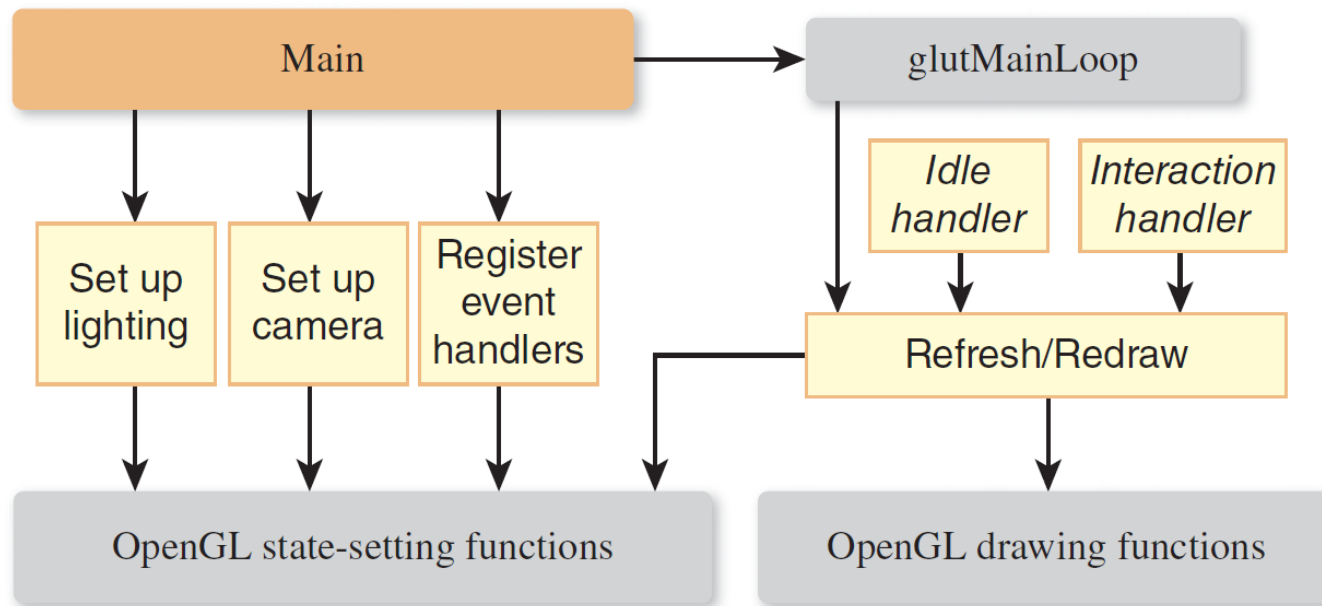 Main
glutMainLoop
Idle
handler
Interaction
handler
Set up
lighting
Set up
camera
Register
event
handlers
Refresh/Redraw
OpenGL state-setting functions
OpenGL drawing functions